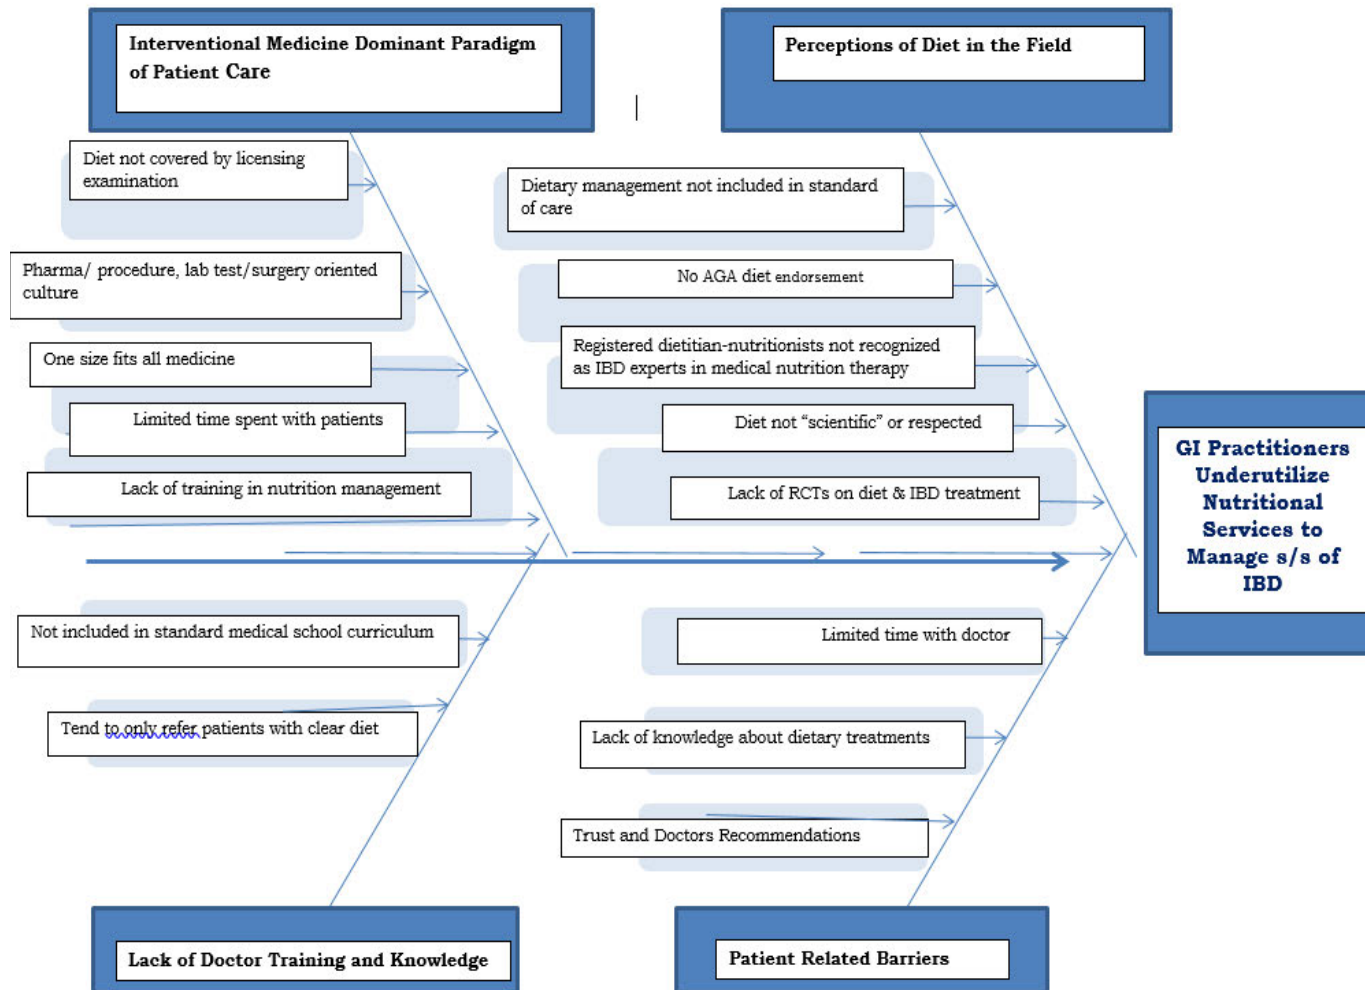 Interventional Medicine Dominant Paradigm
of Patient Care
Perceptions of Diet in the Field
Diet not covered by licensing
examination
Pharma/ procedure, lab test/surgery oriented
culture
One size fits all medicine
Limited time spent with patients
Lack of training in nutrition management
Dietary management not included in standard
of care
No AGA diet endorsement
Registered dietitian-nutritionists not recognized
as IBD experts in medical nutrition therapy
Diet not “scientific” or respected
Lack of RCTs on diet & IBD treatment
GI Practitioners
Underutilize
Nutritional
Services to
Manage s/s of
IBD
Not included in standard medical school curriculum
Tend to only refer patients with clear diet
Limited time with doctor
Lack of knowledge about dietary treatments
Trust and Doctors Recommendations
Lack of Doctor Training and Knowledge
Patient Related Barriers